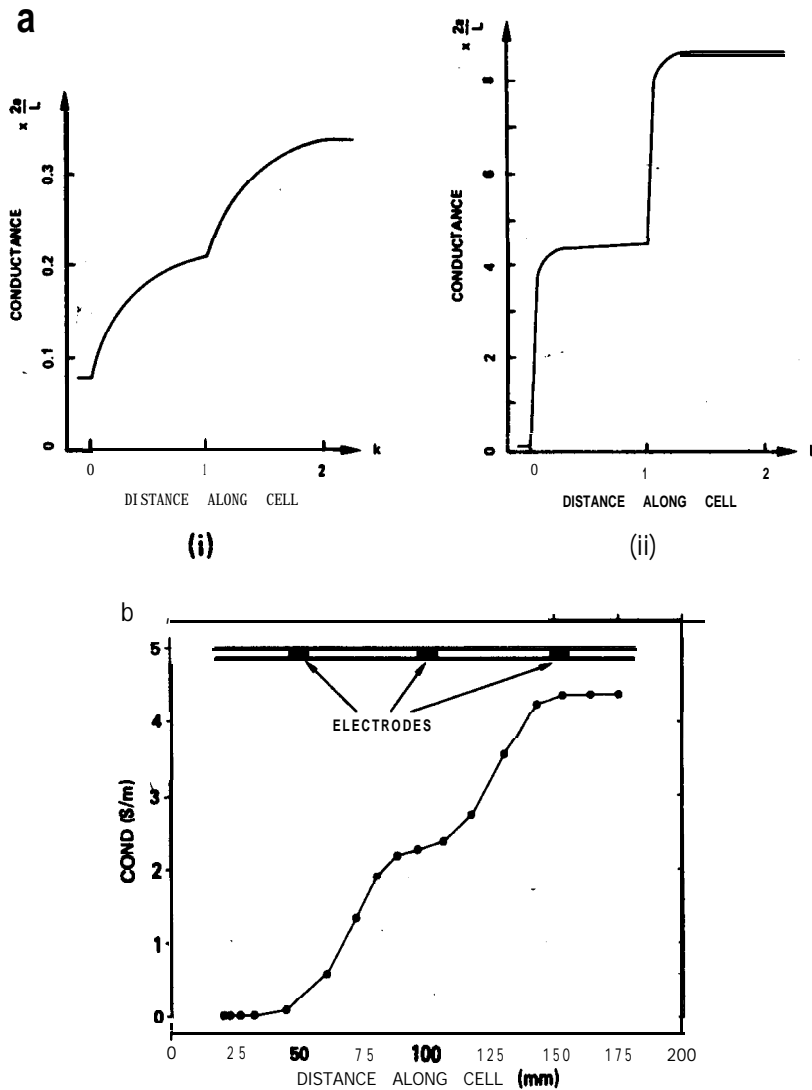 a
CONDUCTANCE × 2a/L
0.3
0.2
0.1
0
0 1 2 k
DISTANCE ALONG CELL
(i)
CONDUCTANCE × 2a/L
8
6
4
2
0
0 1 2
DISTANCE ALONG CELL
(ii)
b
COND (S/m)
5
4
3
2
1
0
ELECTRODES
0 25 50 75 100 125 150 175 200
DISTANCE ALONG CELL (mm)